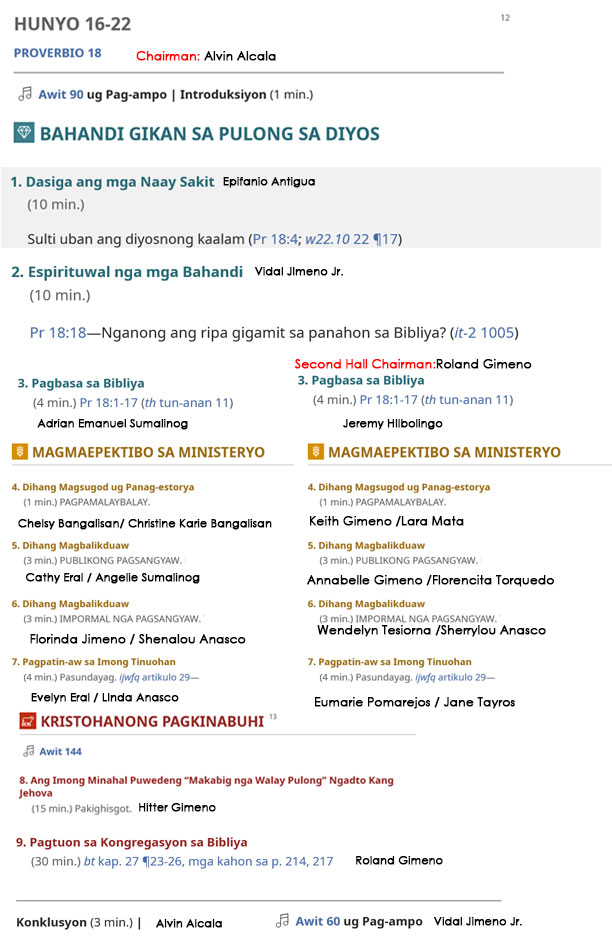 HUNYO 16-22
12
PROVERBIO 18 Chairman: Alvin Alcala
Awit 90 ug Pag-ampo | Introduksiyon (1 min.)
BAHANDI GIKAN SA PULONG SA DIYOS
1. Dasiga ang mga Naay Sakit Epifanio Antigua
(10 min.)
Sulti uban ang diyosnong kaalam (Pr 18:4; w22.10 22 ¶17)
2. Espirituwal nga mga Bahandi Vidal Jimeno Jr.
(10 min.)
Pr 18:18—Nganong ang ripa gigamit sa panahon sa Bibliya? (it-2 1005)
3. Pagbasa sa Bibliya
(4 min.) Pr 18:1-17 (th tun-anan 11)
Adrian Emanuel Sumalinog
MAGMAEPEKTIBO SA MINISTERYO
4. Dihang Magsugod ug Panag-estorya
(1 min.) PAGPAMALAYBALAY.
Chelsy Bangalisan/ Christine Karie Bangalisan
5. Dihang Magbalikduaw
(3 min.) PUBLIKONG PAGSANGYAW.
Cathy Eral / Angelie Sumalinog
6. Dihang Magbalikduaw
(3 min.) IMPORMAL NGA PAGSANGYAW.
Florinda Jimeno / Shenalou Anasco
7. Pagpatin-aw sa Imong Tinuohan
(4 min.) Pasundayag. ijwfq artikulo 29—
Evelyn Eral / Linda Anasco
Second Hall Chairman:Roland Gimeno
3. Pagbasa sa Bibliya
(4 min.) Pr 18:1-17 (th tun-anan 11)
Jeremy Hilbolingo
MAGMAEPEKTIBO SA MINISTERYO
4. Dihang Magsugod ug Panag-estorya
(1 min.) PAGPAMALAYBALAY.
Keith Gimeno /Lara Mata
5. Dihang Magbalikduaw
(3 min.) PUBLIKONG PAGSANGYAW.
Annabelle Gimeno /Florencita Torquedo
6. Dihang Magbalikduaw
(3 min.) IMPORMAL NGA PAGSANGYAW.
Wendelyn Tesiorna /Sherrylou Anasco
7. Pagpatin-aw sa Imong Tinuohan
(4 min.) Pasundayag. ijwfq artikulo 29—
Eumarie Pomarejos / Jane Tayros
KRISTOHANONG PAGKINABUHI 13
Awit 144
8. Ang Imong Minahal Puwedeng “Makabig nga Walay Pulong” Ngadto Kang
Jehova
(15 min.) Pakighisgot. Hitter Gimeno
9. Pagtuon sa Kongregasyon sa Bibliya
(30 min.) bt kap. 27 ¶23-26, mga kahon sa p. 214, 217 Roland Gimeno
Konklusyon (3 min.) | Alvin Alcala Awit 60 ug Pag-ampo Vidal Jimeno Jr.